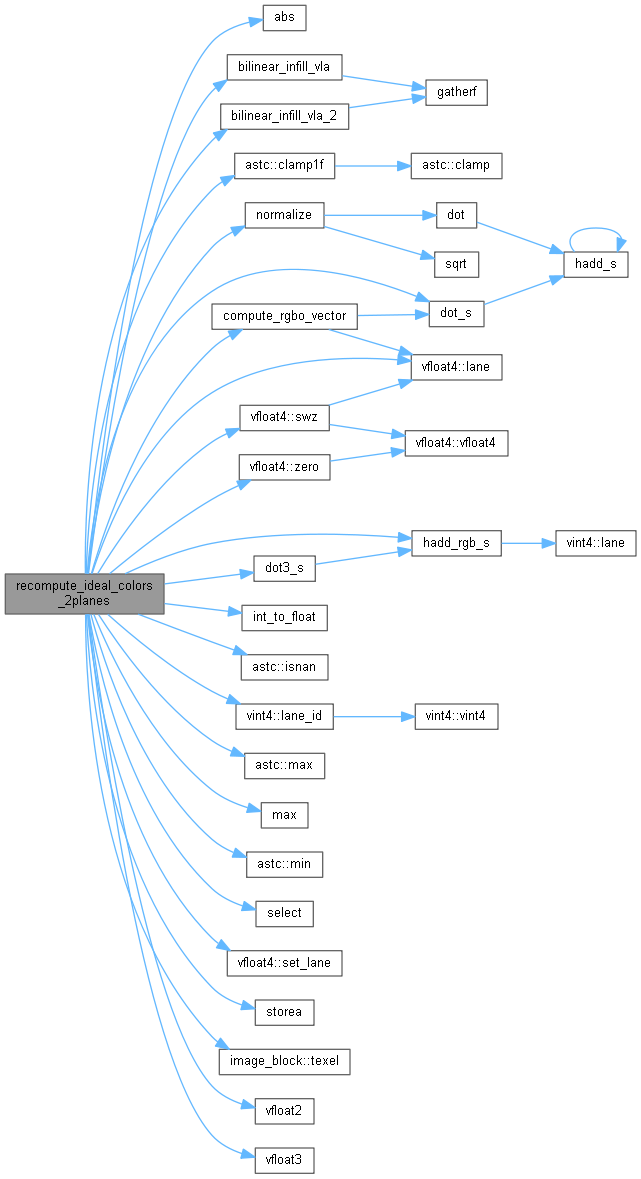 abs
bilinear_infill_vla
gatherf
bilinear_infill_vla_2
astc::clamp1f
astc::clamp
normalize
dot
hadd_s
sqrt
compute_rgbo_vector
dot_s
vfloat4::lane
vfloat4::swz
vfloat4::vfloat4
vfloat4::zero
hadd_rgb_s
vint4::lane
dot3_s
recompute_ideal_colors
_2planes
int_to_float
astc::isnan
vint4::lane_id
vint4::vint4
astc::max
max
astc::min
select
vfloat4::set_lane
storea
image_block::texel
vfloat2
vfloat3